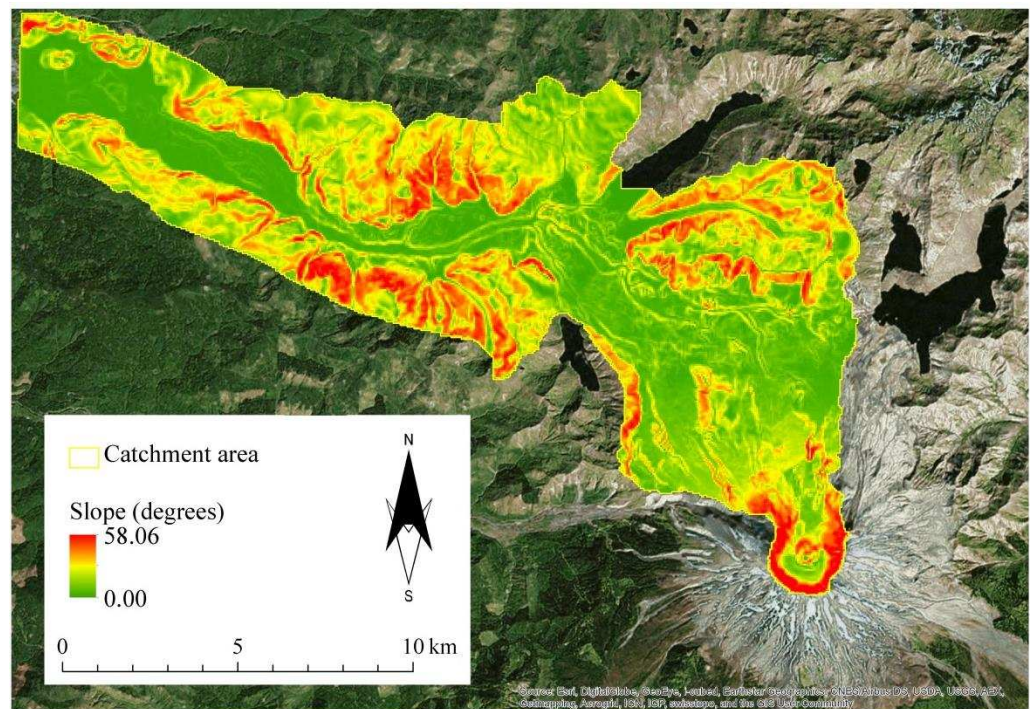 Catchment area
N
Slope (degrees)
58.06
0.00
S
0 5 10 km
Source: Esri, DigitalGlobe, GeoEye, i-cubed, Earthstar Geographics, CNES/Airbus DS, USDA, USGS, AEX,
Getmapping, Aerogrid, IGN, IGP, swisstopo, and the GIS User Community